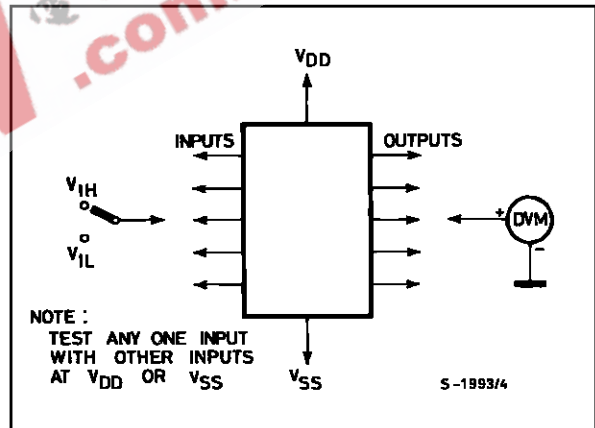 .com
VDD
INPUTS
OUTPUTS
VIH
VIL
+
DVM
-
NOTE :
TEST ANY ONE INPUT
WITH OTHER INPUTS
AT VDD OR VSS
VSS
S-1993/4